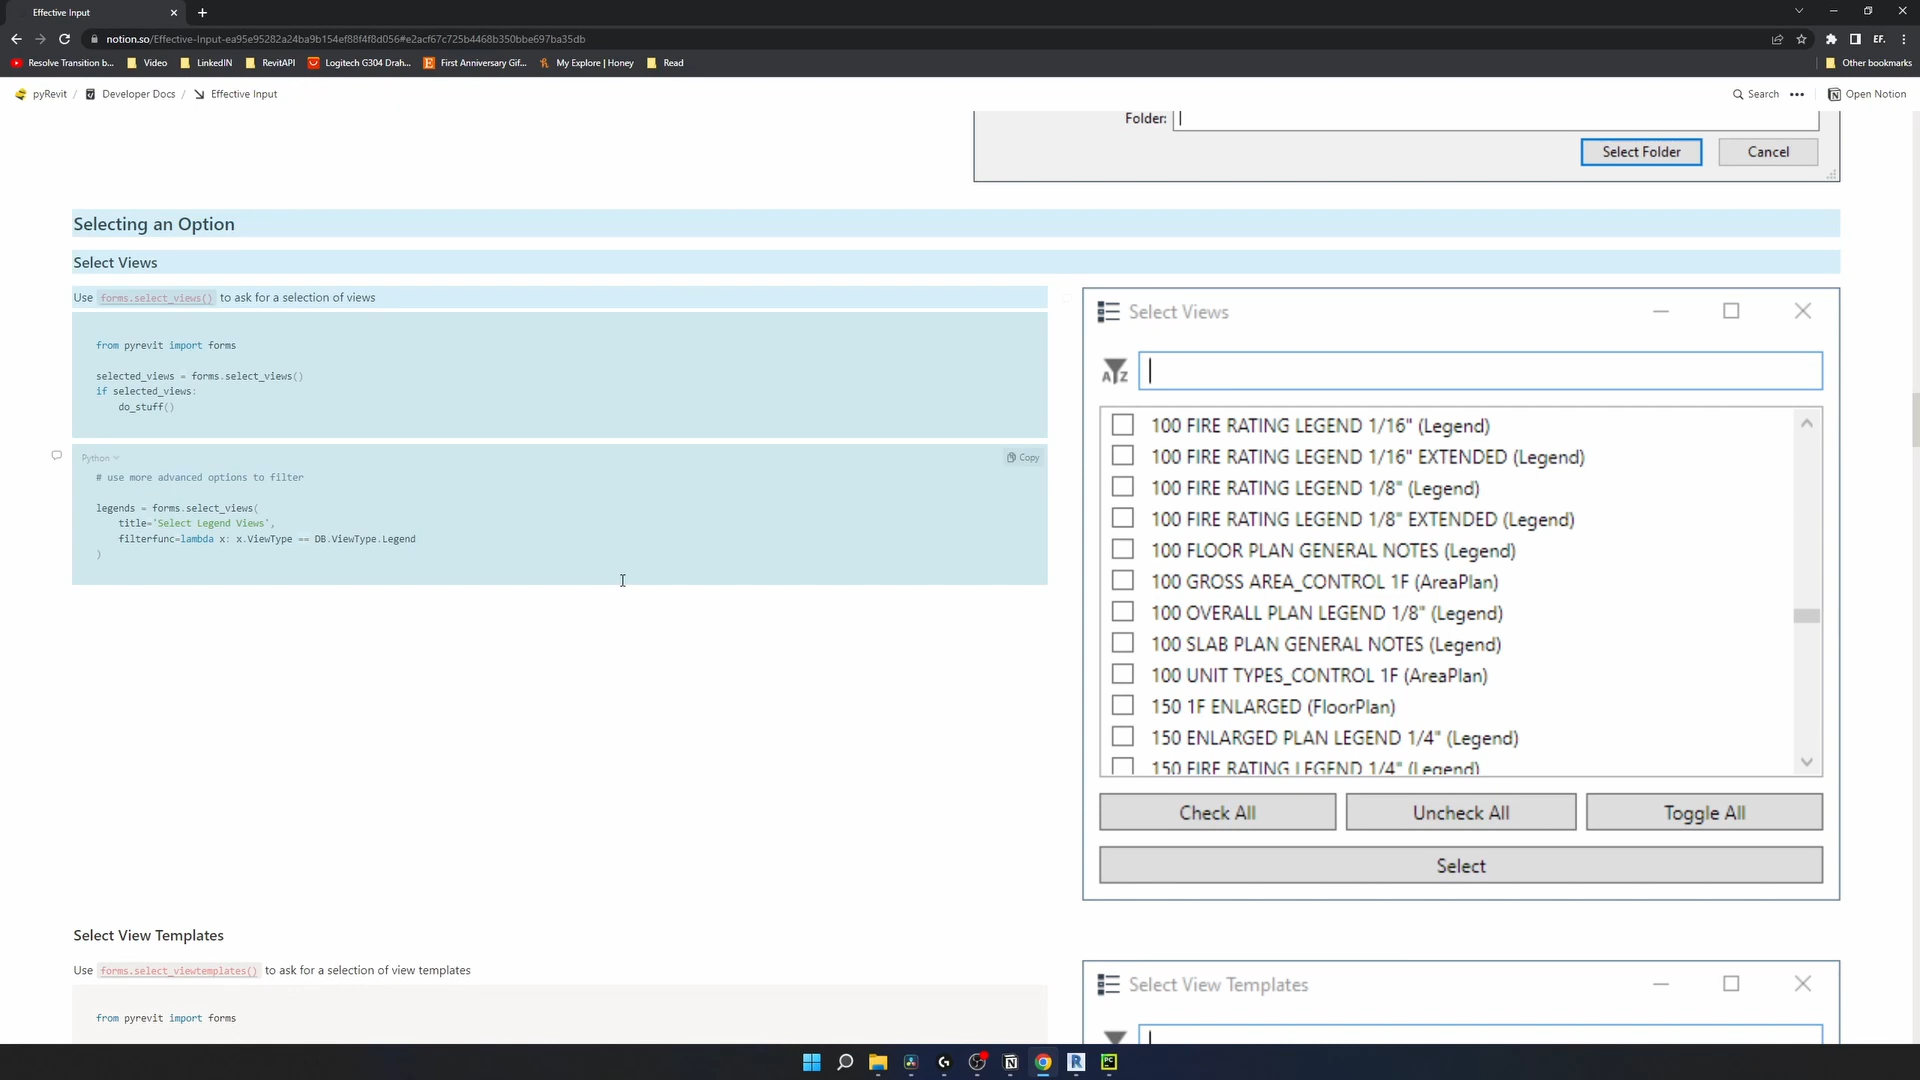 Effective Input
notion.so/Effective-Input-ea95e95282a24ba9b154ef88f4f8d056#e2acf67c725b4468b350bbe697ba35db
EF.
Resolve Transition b...
Video
LinkedIN
RevitAPI
Logitech G304 Drah...
First Anniversary Gif...
My Explore | Honey
Read
Other bookmarks
pyRevit / Developer Docs / Effective Input
Search
Open Notion
Folder:
Select Folder
Cancel
Selecting an Option
Select Views
Use forms.select_views() to ask for a selection of views
from pyrevit import forms
selected_views = forms.select_views()
if selected_views:
do_stuff()
Python
Copy
# use more advanced options to filter
legends = forms.select_views(
title='Select Legend Views',
filterfunc=lambda x: x.ViewType == DB.ViewType.Legend
)
Select Views
AZ
100 FIRE RATING LEGEND 1/16" (Legend)
100 FIRE RATING LEGEND 1/16" EXTENDED (Legend)
100 FIRE RATING LEGEND 1/8" (Legend)
100 FIRE RATING LEGEND 1/8" EXTENDED (Legend)
100 FLOOR PLAN GENERAL NOTES (Legend)
100 GROSS AREA_CONTROL 1F (AreaPlan)
100 OVERALL PLAN LEGEND 1/8" (Legend)
100 SLAB PLAN GENERAL NOTES (Legend)
100 UNIT TYPES_CONTROL 1F (AreaPlan)
150 1F ENLARGED (FloorPlan)
150 ENLARGED PLAN LEGEND 1/4" (Legend)
150 FIRE RATING LEGEND 1/4" (Legend)
Check All
Uncheck All
Toggle All
Select
Select View Templates
Use forms.select_viewtemplates() to ask for a selection of view templates
from pyrevit import forms
Select View Templates